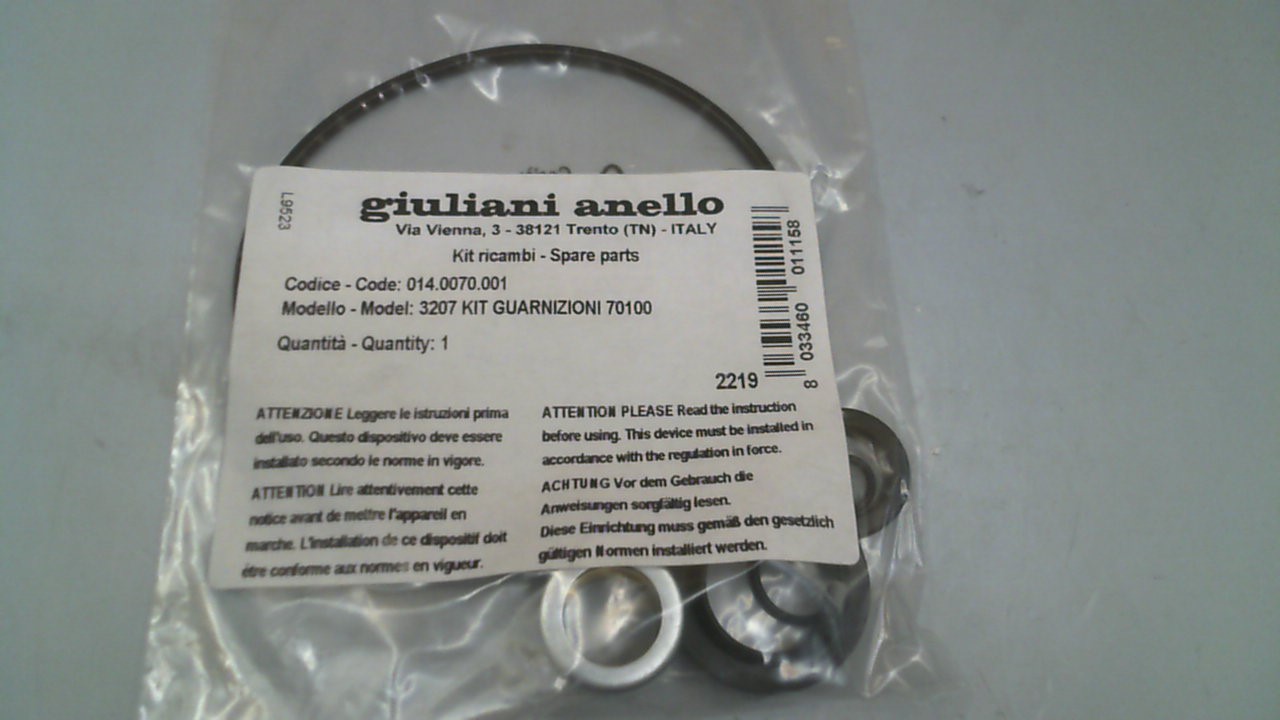 L9523
giuliani anello
Via Vienna, 3 - 38121 Trento (TN) - ITALY
Kit ricambi - Spare parts
Codice - Code: 014.0070.001
Modello - Model: 3207 KIT GUARNIZIONI 70100
Quantità - Quantity: 1
8 033460 011158
2219
ATTENZIONE Leggere le istruzioni prima
dell'uso. Questo dispositivo deve essere
installato secondo le norme in vigore.
ATTENTION Lire attentivement cette
notice avant de mettre l'appareil en
marche. L'installation de ce dispositif doit
être conforme aux normes en vigueur.
ATTENTION PLEASE Read the instruction
before using. This device must be installed in
accordance with the regulation in force.
ACHTUNG Vor dem Gebrauch die
Anweisungen sorgfältig lesen.
Diese Einrichtung muss gemäß den gesetzlich
gültigen Normen installiert werden.